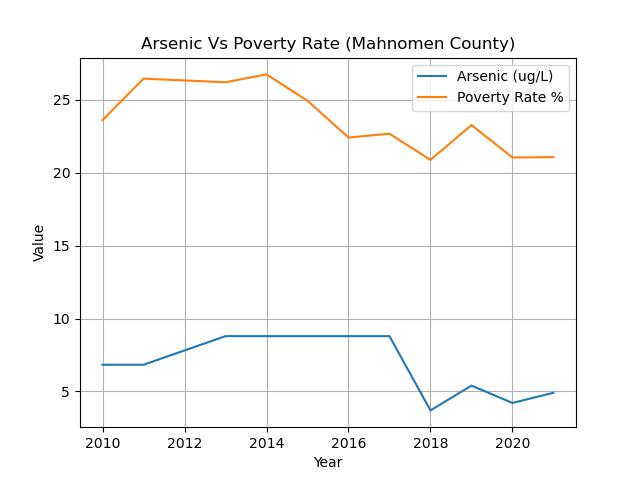 Arsenic Vs Poverty Rate (Mahnomen County)
Arsenic (ug/L)
Poverty Rate %
25
20
15
10
5
Value
2010 2012 2014 2016 2018 2020
Year